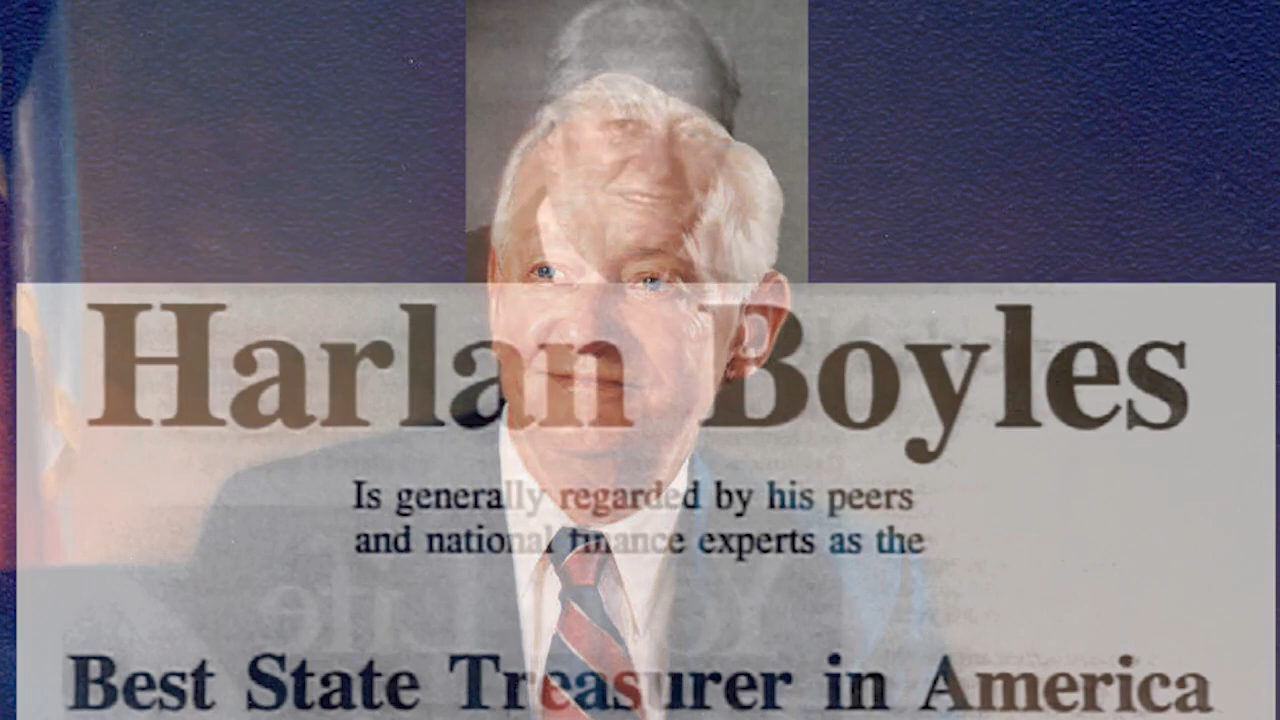 Harlan Boyles
Is generally regarded by his peers
and national finance experts as the
Best State Treasurer in America